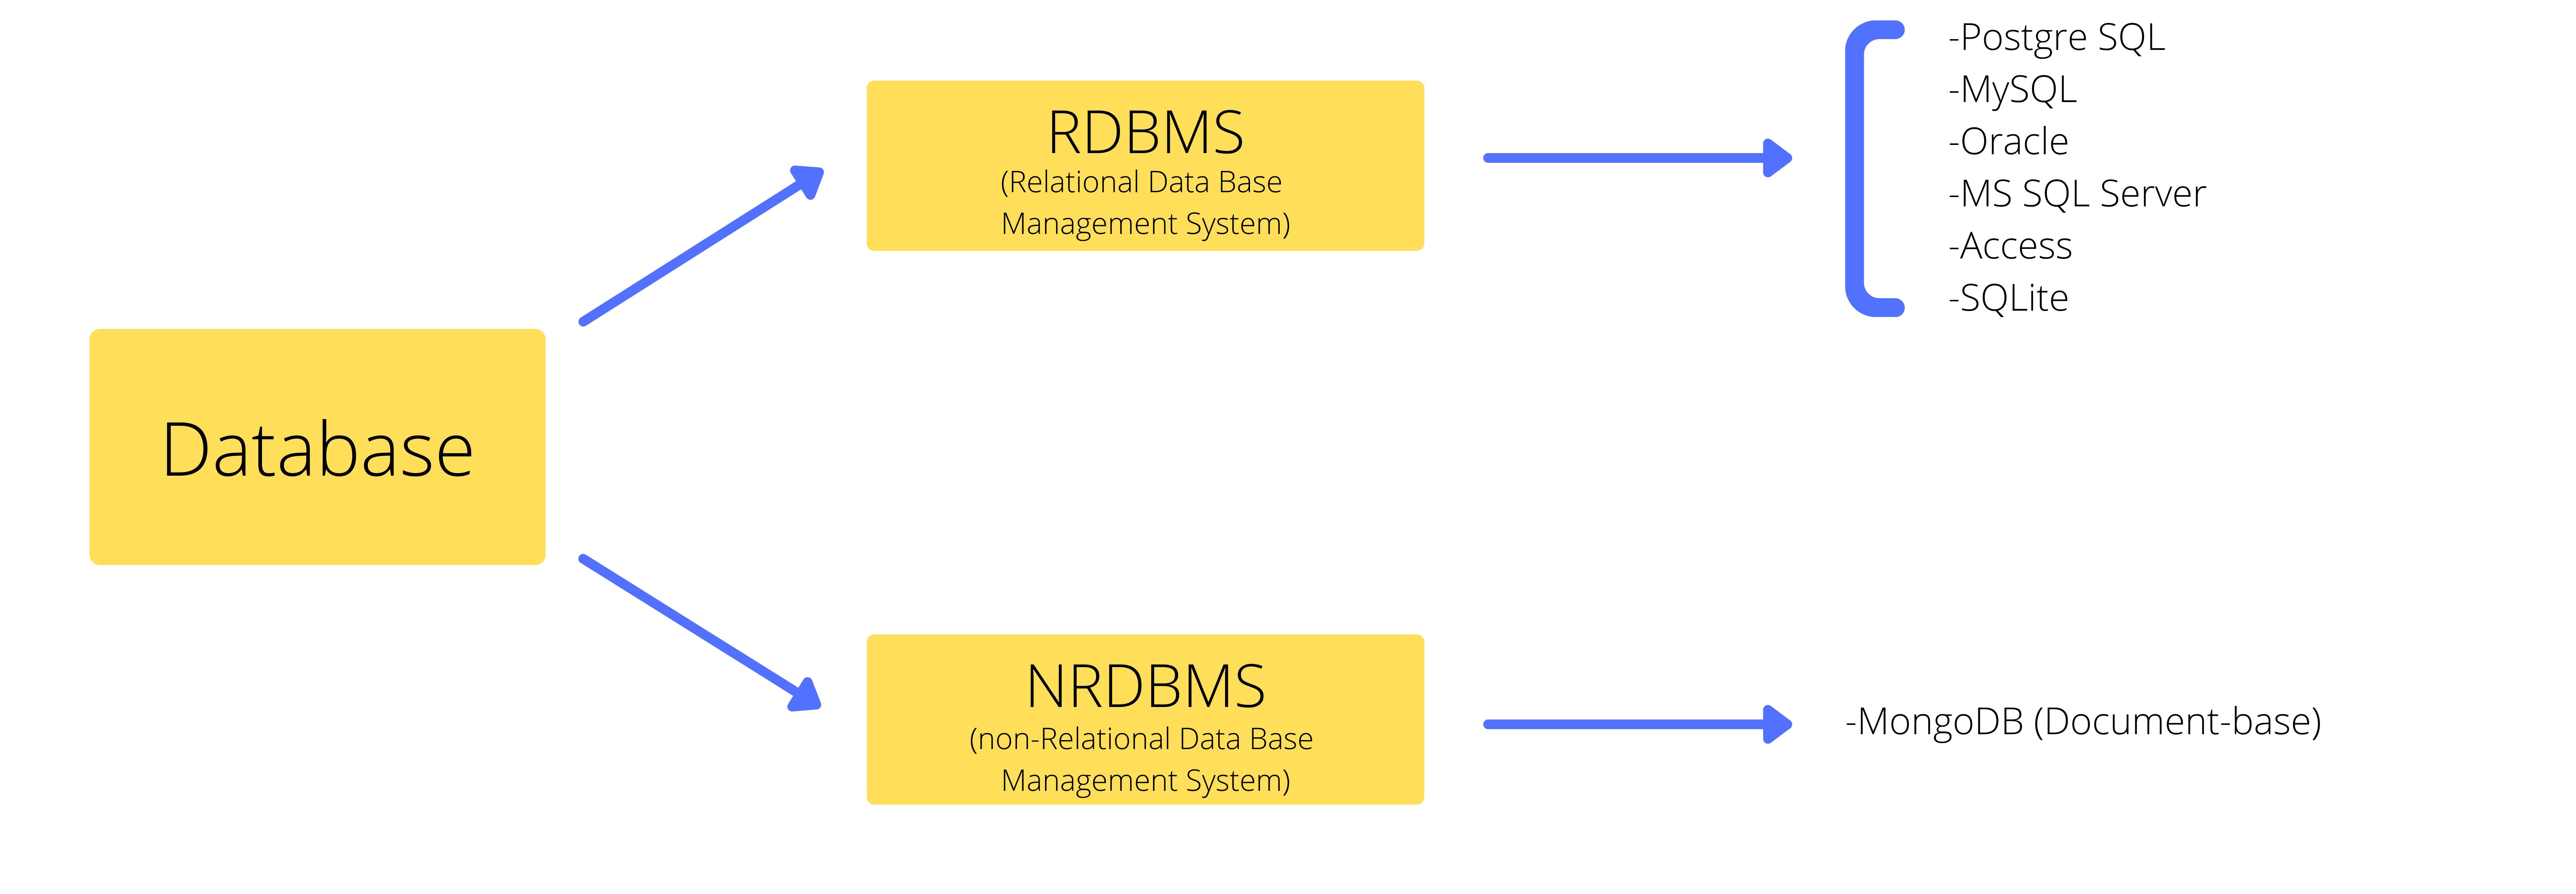 Database
RDBMS
(Relational Data Base
Management System)
-Postgre SQL
-MySQL
-Oracle
-MS SQL Server
-Access
-SQLite
NRDBMS
(non-Relational Data Base
Management System)
-MongoDB (Document-base)